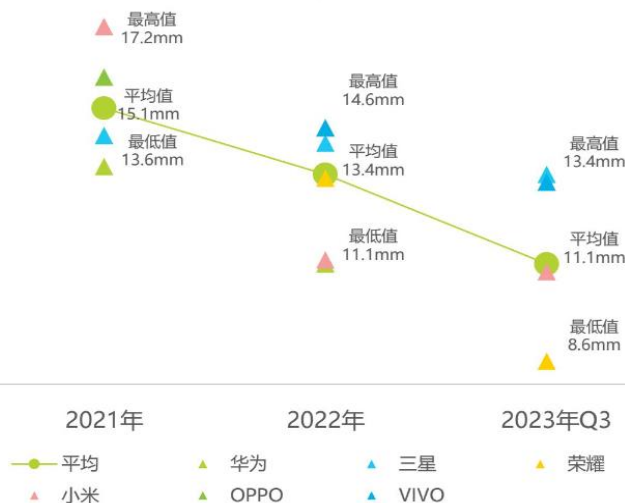 最高值
17.2mm
平均值
15.1mm
最低值
13.6mm
最高值
14.6mm
平均值
13.4mm
最低值
11.1mm
最高值
13.4mm
平均值
11.1mm
最低值
8.6mm
2021年 2022年 2023年Q3
平均 华为 三星 荣耀
小米 OPPO VIVO